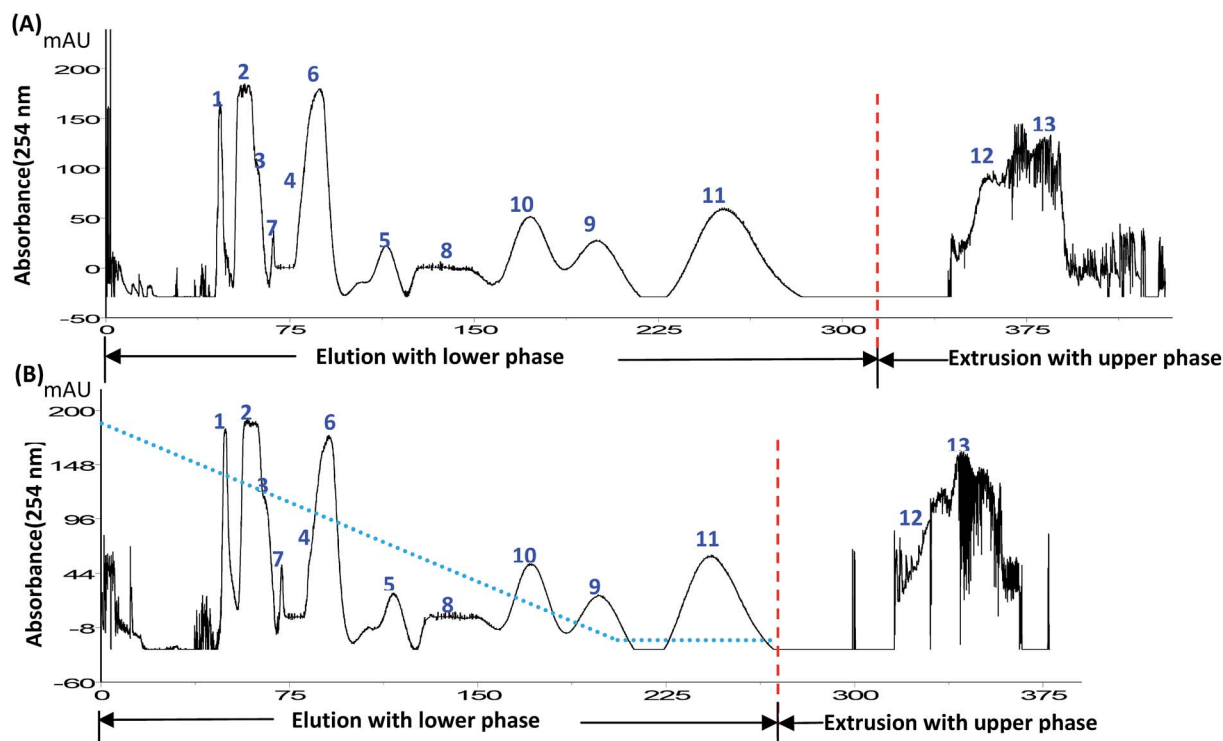 (A)
mAU
Absorbance(254 nm
200
150
100
50
0
-50
1 2 3 7 4 6 5 8 10 9 11 12 13
0 75 150 225 300 375
Elution with lower phase Extrusion with upper phase
(B)
mAU
Absorbance(254 nm]
200
148
96
44
-8
-60
1 2 3 7 4 6 5 8 10 9 11 12 13
0 75 150 225 300 375
Elution with lower phase Extrusion with upper phase